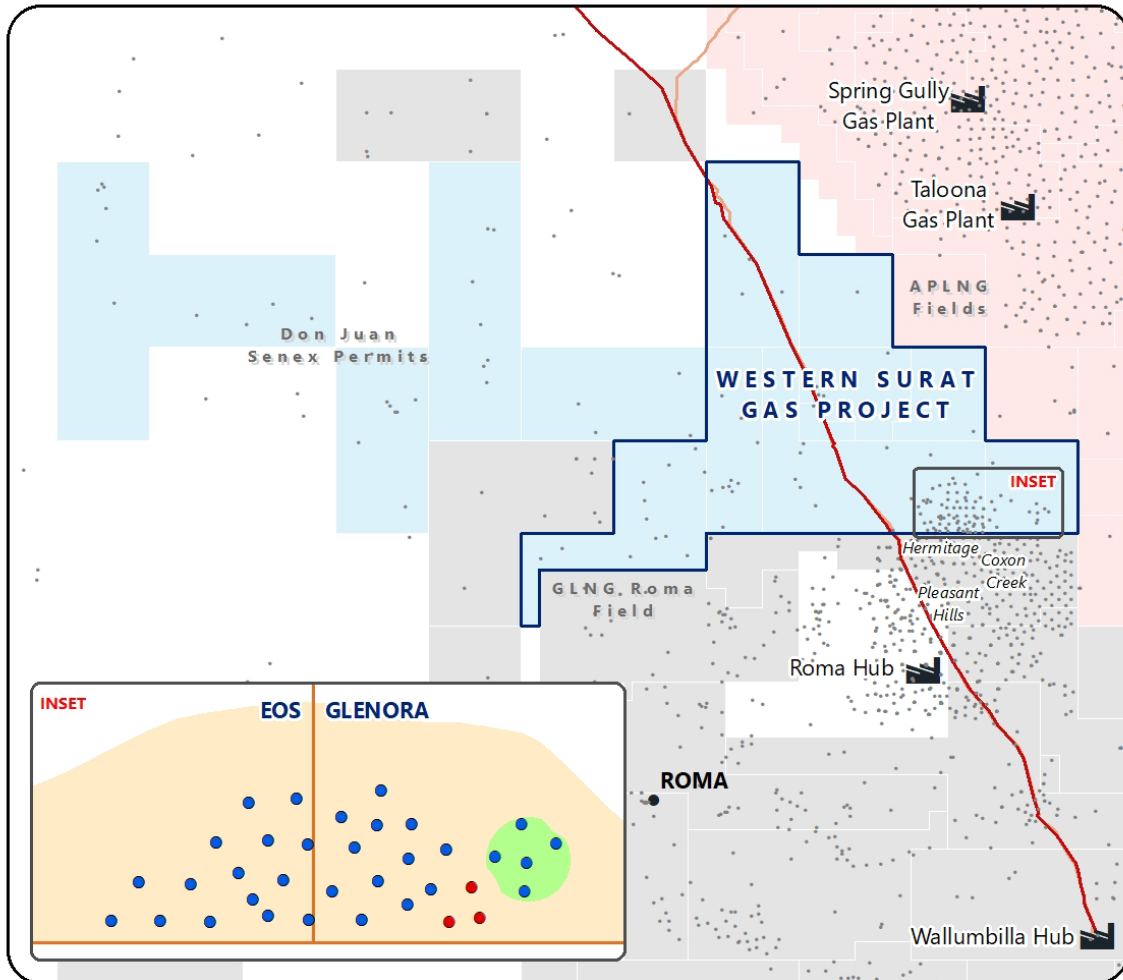 Spring Gully
Gas Plant
Taloona
Gas Plant
APLNG
Fields
Don Juan
Senex Permits
WESTERN SURAT
GAS PROJECT
INSET
Hermitage
Coxon
Creek
Pleasant
Hills
GLNG Roma
Field
Roma Hub
INSET
EOS
GLENORA
ROMA
Wallumbilla Hub